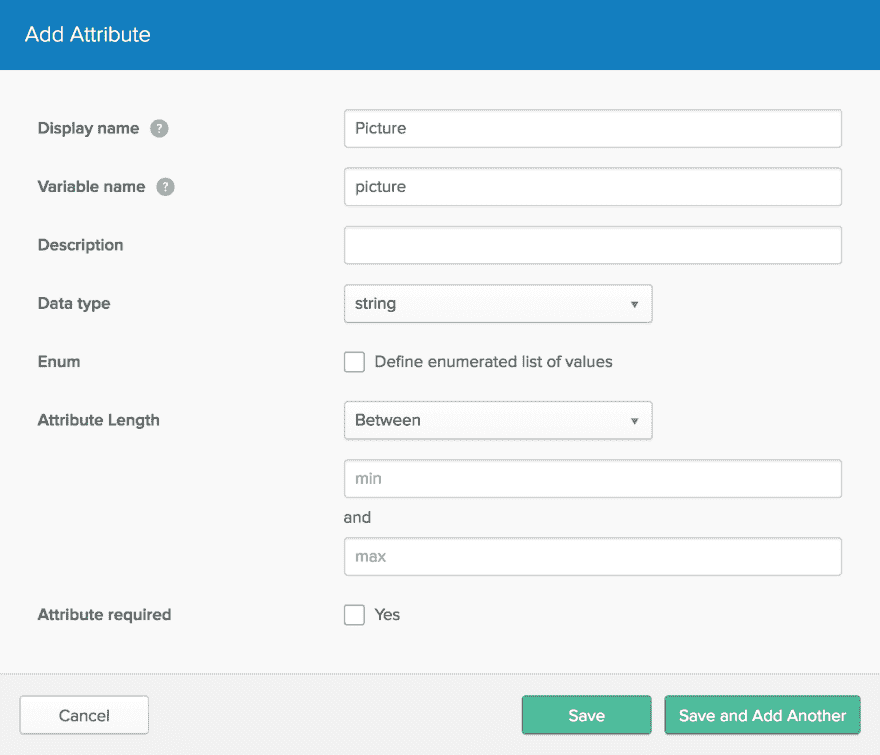 Add Attribute
Display name ?
Picture
Variable name ?
picture
Description
Data type
string
Enum
Define enumerated list of values
Attribute Length
Between
min
and
max
Attribute required
Yes
Cancel
Save
Save and Add Another